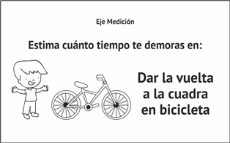 Eje Medición
Estima cuánto tiempo te demoras en:
Dar la vuelta
a la cuadra
en bicicleta